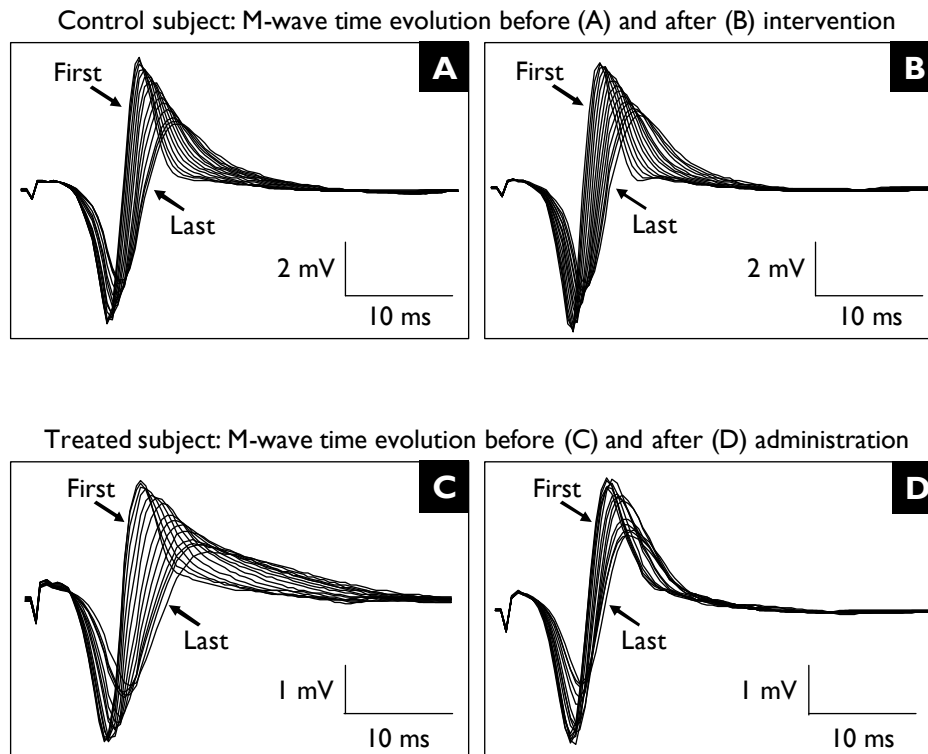 Control subject: M-wave time evolution before (A) and after (B) intervention
A
First
Last
2 mV
10 ms
B
First
Last
2 mV
10 ms
Treated subject: M-wave time evolution before (C) and after (D) administration
C
First
Last
1 mV
10 ms
D
First
Last
1 mV
10 ms